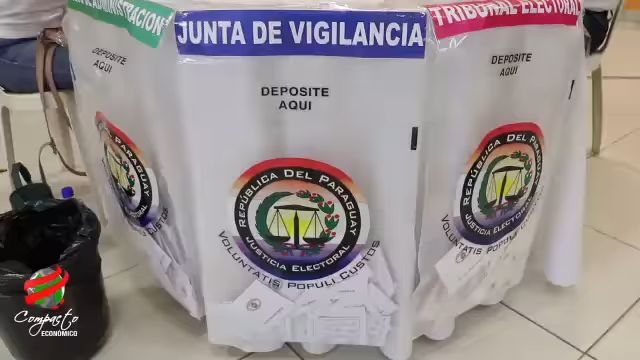 ADMINISTRACIÓN
JUNTA DE VIGILANCIA
TRIBUNAL ELECTORAL
DEPOSITE
AQUI
DEPOSITE
AQUI
DEPOSITE
AQUI
REPÚBLICA DEL PARAGUAY
JUSTICIA ELECTORAL
VOLUNTATIS POPULI CUSTOS
REPÚBLICA DEL PARAGUAY
JUSTICIA ELECTORAL
VOLUNTATIS POPULI CUSTOS
PARAGUAY
Compacto
ECONÓMICO